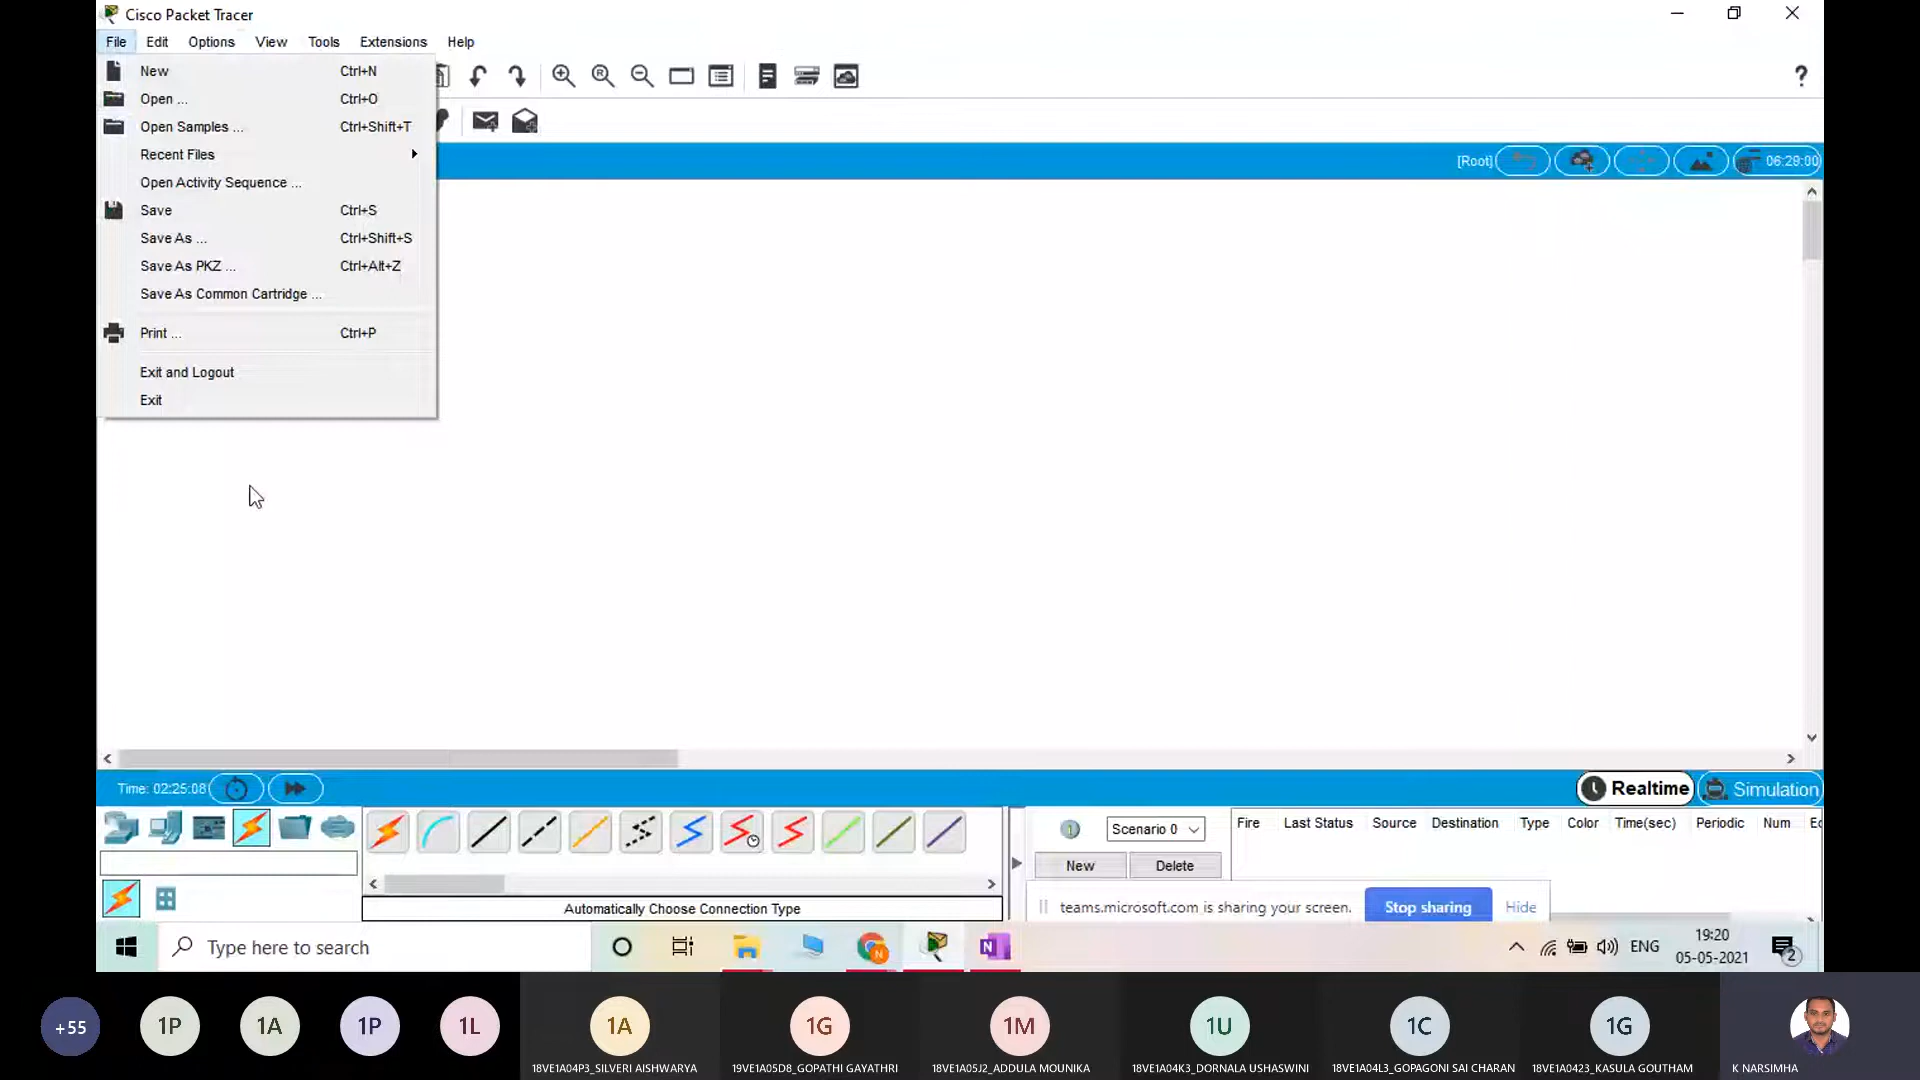 Cisco Packet Tracer
File Edit Options View Tools Extensions Help
New Ctrl+N
Open ... Ctrl+O
Open Samples ... Ctrl+Shift+T
Recent Files
Open Activity Sequence ...
Save Ctrl+S
Save As ... Ctrl+Shift+S
Save As PKZ ... Ctrl+Alt+Z
Save As Common Cartridge ...
Print ... Ctrl+P
Exit and Logout
Exit
?
[Root] 06:29:00
Time: 02:25:08 Realtime Simulation
Scenario 0
New Delete
Fire Last Status Source Destination Type Color Time(sec) Periodic Num
Automatically Choose Connection Type
teams.microsoft.com is sharing your screen. Stop sharing Hide
Type here to search
N N
ENG
19:20
05-05-2021
2
+55 1P 1A 1P 1L 1A 1G 1M 1U 1C 1G
18VE1A04P3_SILVERI AISHWARYA 19VE1A05D8_GOPATHI GAYATHRI 18VE1A05J2_ADDULA MOUNIKA 18VE1A04K3_DORNALA USHASWINI 18VE1A04L3_GOPAGONI SAI CHARAN 18VE1A0423_KASULA GOUTHAM K NARSIMHA